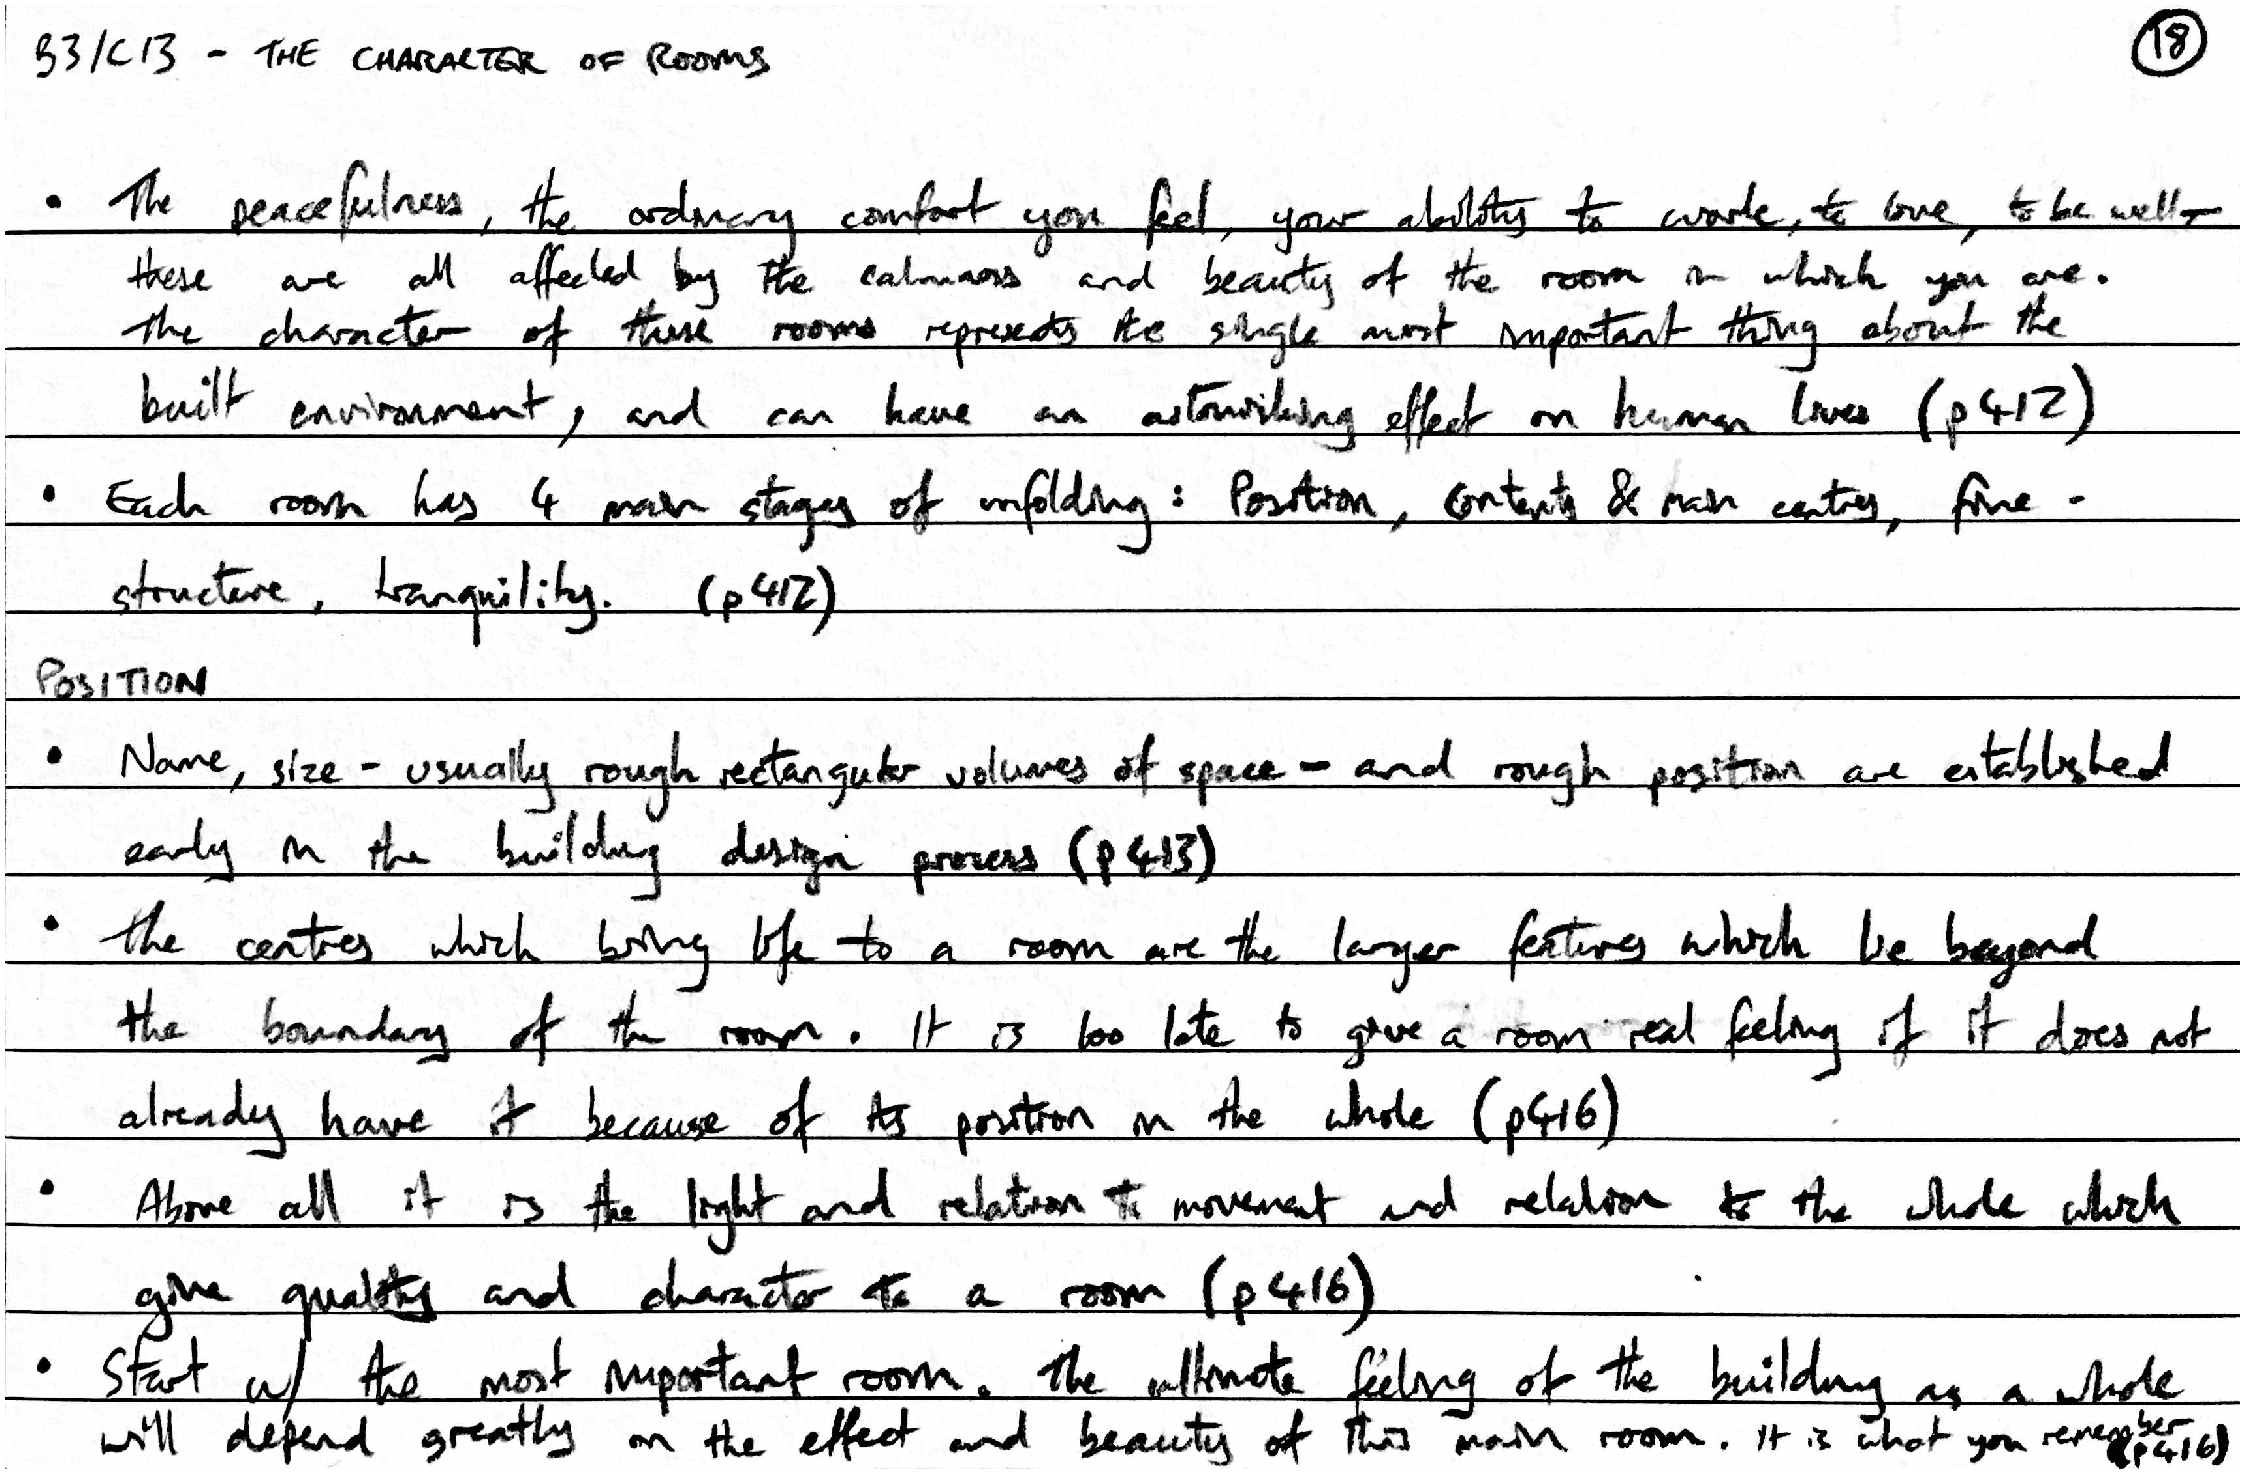 B3/C13 - THE CHARACTER OF ROOMS
18
• The peacefulness, the ordinary comfort you feel, your ability to work, to love, to be well -
these are all affected by the calmness and beauty of the room in which you are.
The character of these rooms represents the single most important thing about the
built environment, and can have an astonishing effect on human lives (p412)
• Each room has 4 main stages of unfolding: Position, contents & main centres, fine -
structure, tranquility. (p412)
POSITION
• Name, size - usually rough rectangular volumes of space - and rough position are established
early in the building design process (p413)
• The centres which bring life to a room are the larger features which lie beyond
the boundary of the room. It is too late to give a room real feeling if it does not
already have it because of its position in the whole (p416)
• Above all it is the light and relation to movement and relation to the whole which
give quality and character to a room (p416)
• Start w/ the most important room. The ultimate feeling of the building as a whole
will depend greatly on the effect and beauty of this main room. It is what you remember (p416)